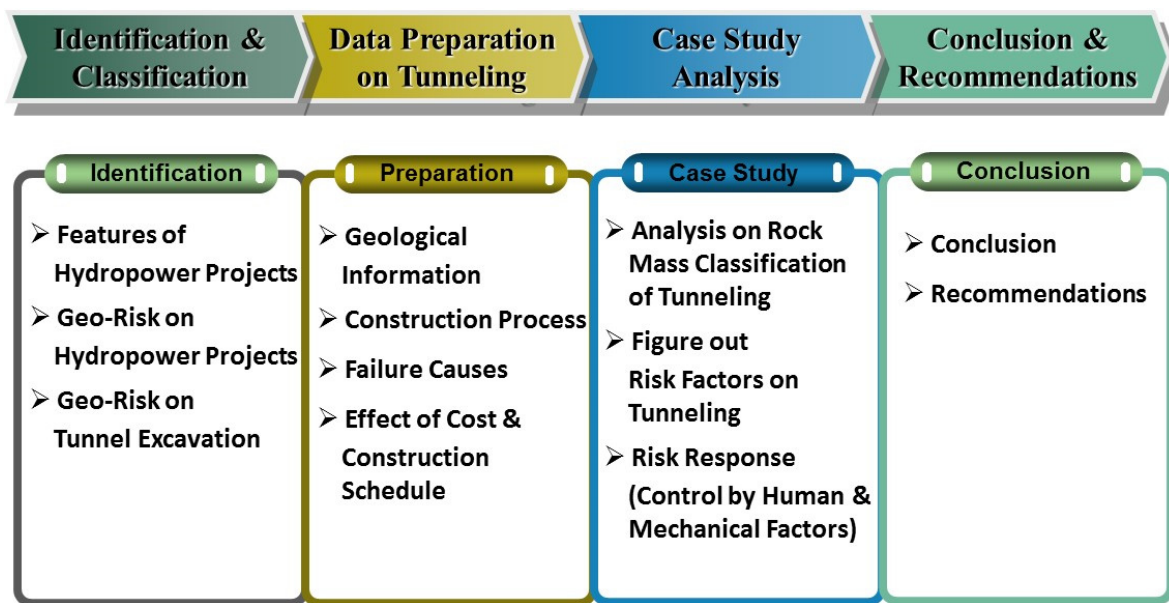 Identification &
Classification
Data Preparation
on Tunneling
Case Study
Analysis
Conclusion &
Recommendations
Identification
➢ Features of
Hydropower Projects
➢ Geo-Risk on
Hydropower Projects
➢ Geo-Risk on
Tunnel Excavation
Preparation
➢ Geological
Information
➢ Construction Process
➢ Failure Causes
➢ Effect of Cost &
Construction
Schedule
Case Study
➢ Analysis on Rock
Mass Classification
of Tunneling
➢ Figure out
Risk Factors on
Tunneling
➢ Risk Response
(Control by Human &
Mechanical Factors)
Conclusion
➢ Conclusion
➢ Recommendations